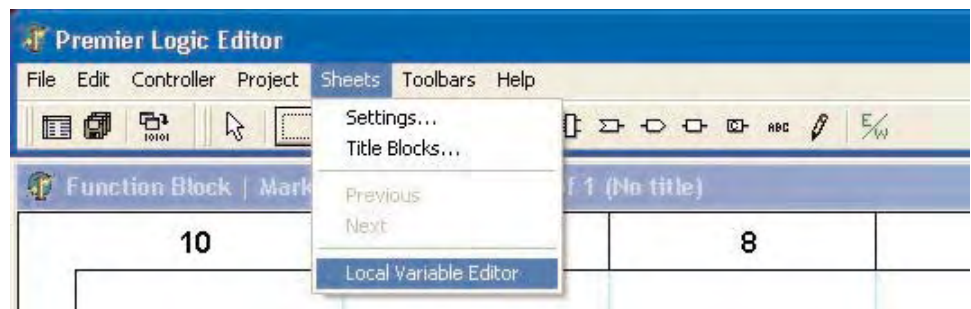 Premier Logic Editor
File Edit Controller Project Sheets Toolbars Help
10101 C ABC E/W
Settings...
Title Blocks...
Previous
Next
Local Variable Editor
Function Block | Mark f 1 (No title)
10 8